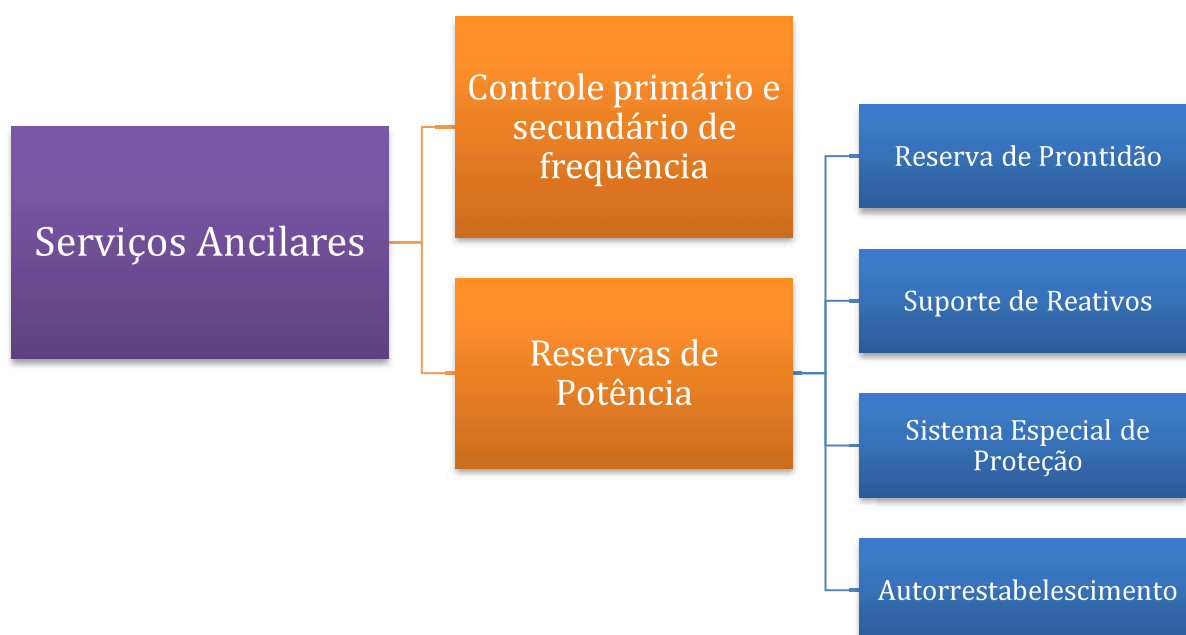 Serviços Ancilares
Controle primário e
secundário de
frequência
Reservas de
Potência
Reserva de Prontidão
Suporte de Reativos
Sistema Especial de
Proteção
Autorrestabelescimento